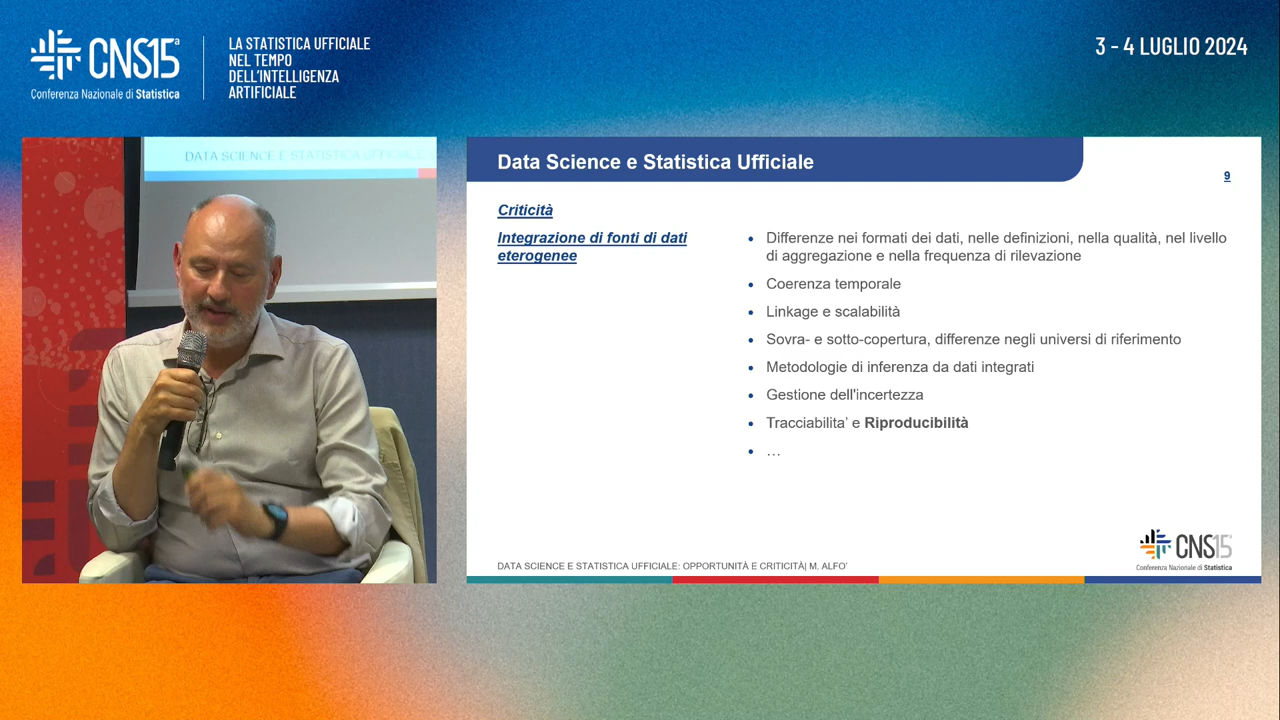 CNS15ª
Conferenza Nazionale di Statistica
LA STATISTICA UFFICIALE
NEL TEMPO
DELL'INTELLIGENZA
ARTIFICIALE
3 - 4 LUGLIO 2024
DATA SCIENCE E STATISTICA UFFICIALE
Data Science e Statistica Ufficiale
9
Criticità
Integrazione di fonti di dati
eterogenee
• Differenze nei formati dei dati, nelle definizioni, nella qualità, nel livello
di aggregazione e nella frequenza di rilevazione
• Coerenza temporale
• Linkage e scalabilità
• Sovra- e sotto-copertura, differenze negli universi di riferimento
• Metodologie di inferenza da dati integrati
• Gestione dell'incertezza
• Tracciabilita' e Riproducibilità
• …
CNS15
Conferenza Nazionale di Statistica
DATA SCIENCE E STATISTICA UFFICIALE: OPPORTUNITÀ E CRITICITÀ| M. ALFO'